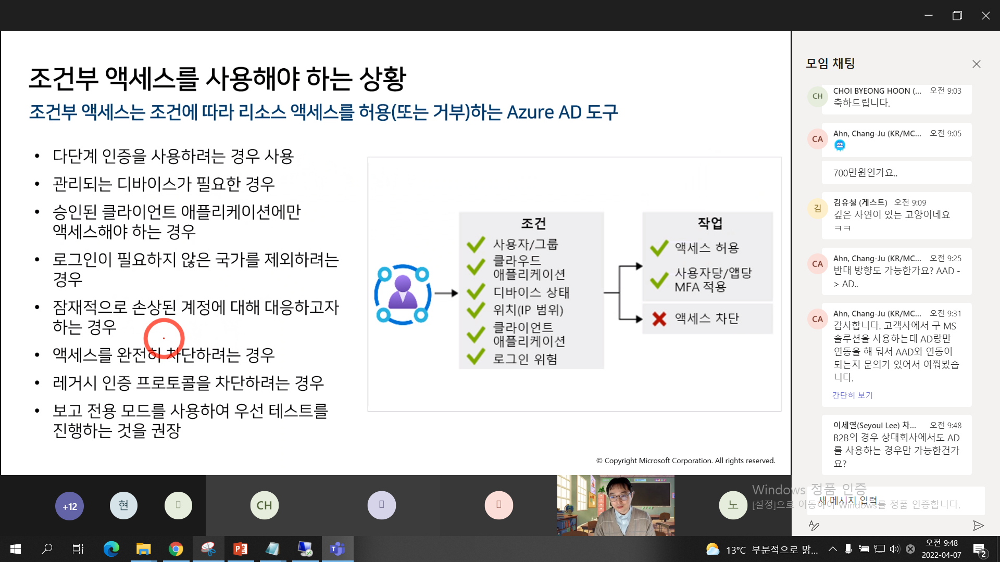 조건부 액세스를 사용해야 하는 상황
조건부 액세스는 조건에 따라 리소스 액세스를 허용(또는 거부)하는 Azure AD 도구
• 다단계 인증을 사용하려는 경우 사용
• 관리되는 디바이스가 필요한 경우
• 승인된 클라이언트 애플리케이션에만
액세스해야 하는 경우
• 로그인이 필요하지 않은 국가를 제외하려는
경우
• 잠재적으로 손상된 계정에 대해 대응하고자
하는 경우
• 액세스를 완전히 차단하려는 경우
• 레거시 인증 프로토콜을 차단하려는 경우
• 보고 전용 모드를 사용하여 우선 테스트를
진행하는 것을 권장
조건
사용자/그룹
클라우드
애플리케이션
디바이스 상태
위치(IP 범위)
클라이언트
애플리케이션
로그인 위험
작업
액세스 허용
사용자당/앱당
MFA 적용
액세스 차단
© Copyright Microsoft Corporation. All rights reserved.
모임 채팅
CH
CHOI BYEONG HOON (... 오전 9:03
축하드립니다.
CA
Ahn, Chang-Ju (KR/MC... 오전 9:05
700만원인가요..
김
김유철 (게스트) 오전 9:09
깊은 사연이 있는 고양이네요
ㅋㅋ
CA
Ahn, Chang-Ju (KR/MC... 오전 9:25
반대 방향도 가능한가요? AAD -
> AD..
CA
Ahn, Chang-Ju (KR/MC... 오전 9:31
감사합니다. 고객사에서 구 MS
솔루션을 사용하는데 AD랑만
연동을 해 둬서 AAD와 연동이
되는지 문의가 있어서 여쭤봤습
니다.
간단히 보기
이세열(Seyoul Lee) 차... 오전 9:48
B2B의 경우 상대회사에서도 AD
를 사용하는 경우만 가능한건가
요?
새 메시지 입력
Windows 정품 인증
[설정]으로 이동하여 Windows를 정품 인증합니다.
+12
현
CH
노
13°C 부분적으로 맑...
오전 9:48
2022-04-07
2